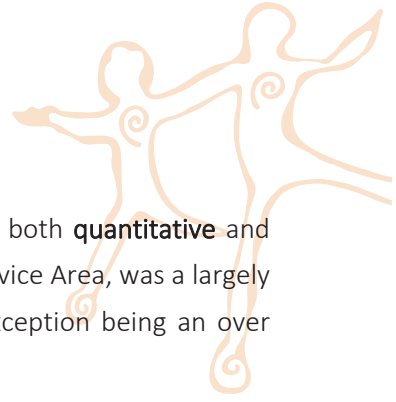 both quantitative and
vice Area, was a largely
ception being an over